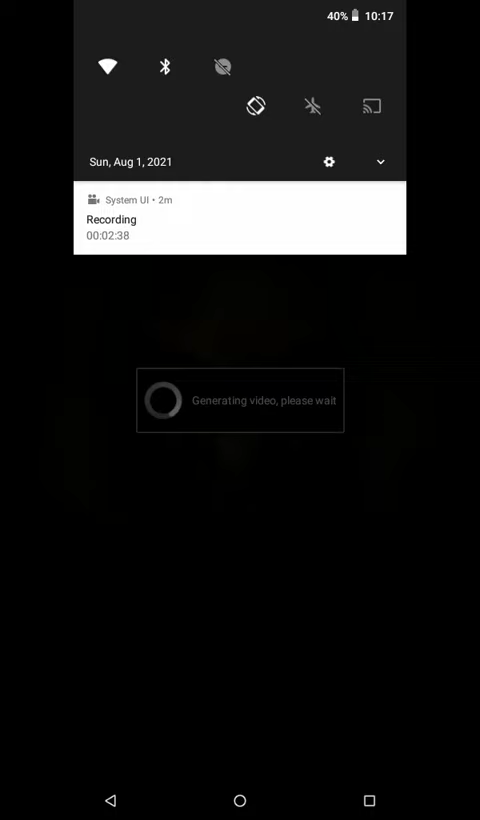 40% 10:17
Sun, Aug 1, 2021
System UI • 2m
Recording
00:02:38
Generating video, please wait